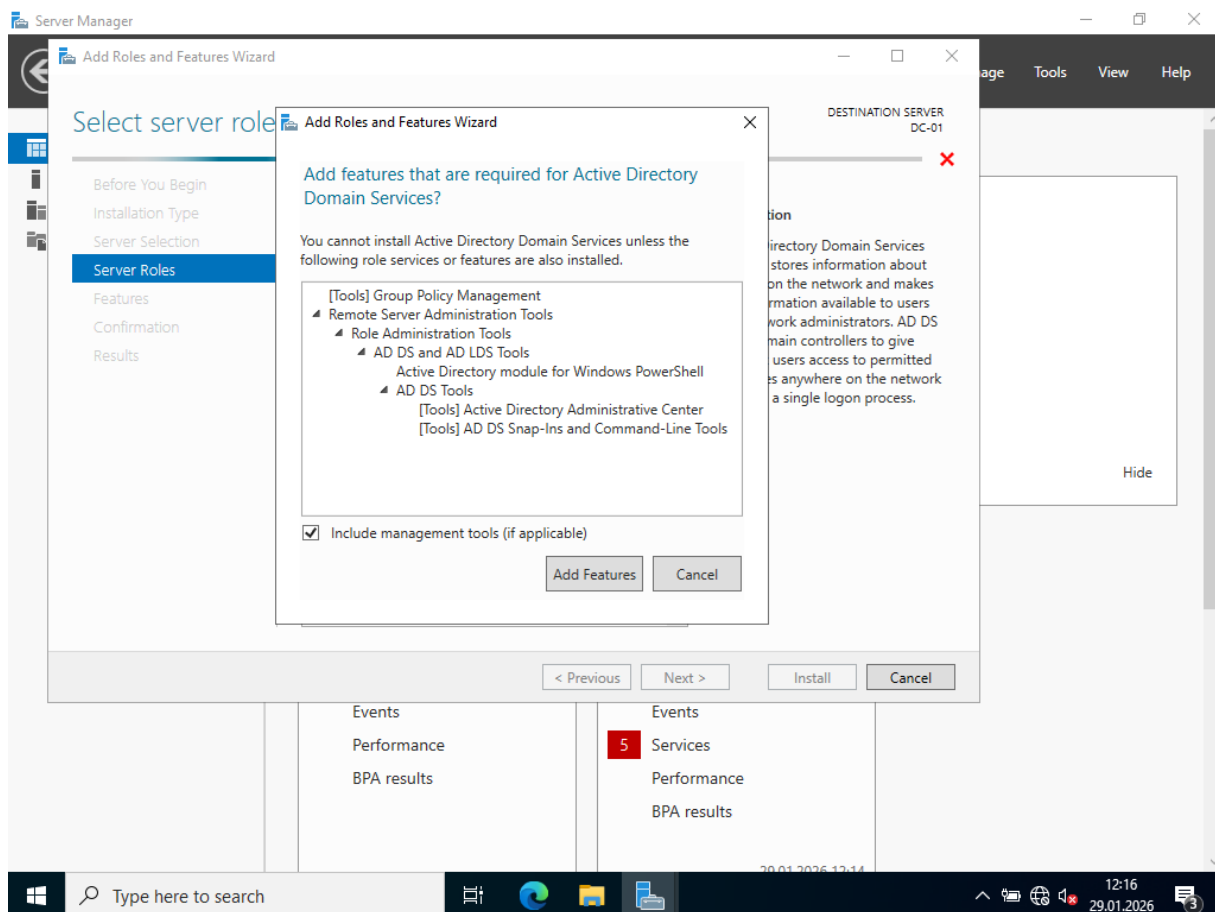 Server Manager
Add Roles and Features Wizard
Tools
View
Help
Select server role
DESTINATION SERVER
DC-01
Before You Begin
Installation Type
Server Selection
Server Roles
Features
Confirmation
Results
Add Roles and Features Wizard
Add features that are required for Active Directory
Domain Services?
You cannot install Active Directory Domain Services unless the
following role services or features are also installed.
[Tools] Group Policy Management
Remote Server Administration Tools
Role Administration Tools
AD DS and AD LDS Tools
Active Directory module for Windows PowerShell
AD DS Tools
[Tools] Active Directory Administrative Center
[Tools] AD DS Snap-Ins and Command-Line Tools
Include management tools (if applicable)
Add Features
Cancel
Domain Services
stores information about
on the network and makes
available to users
administrators. AD DS
controllers to give
users access to permitted
anywhere on the network
a single logon process.
Hide
< Previous
Next >
Install
Cancel
Events
Performance
BPA results
Events
5 Services
Performance
BPA results
29.01.2026 12:14
Type here to search
12:16
29.01.2026
3